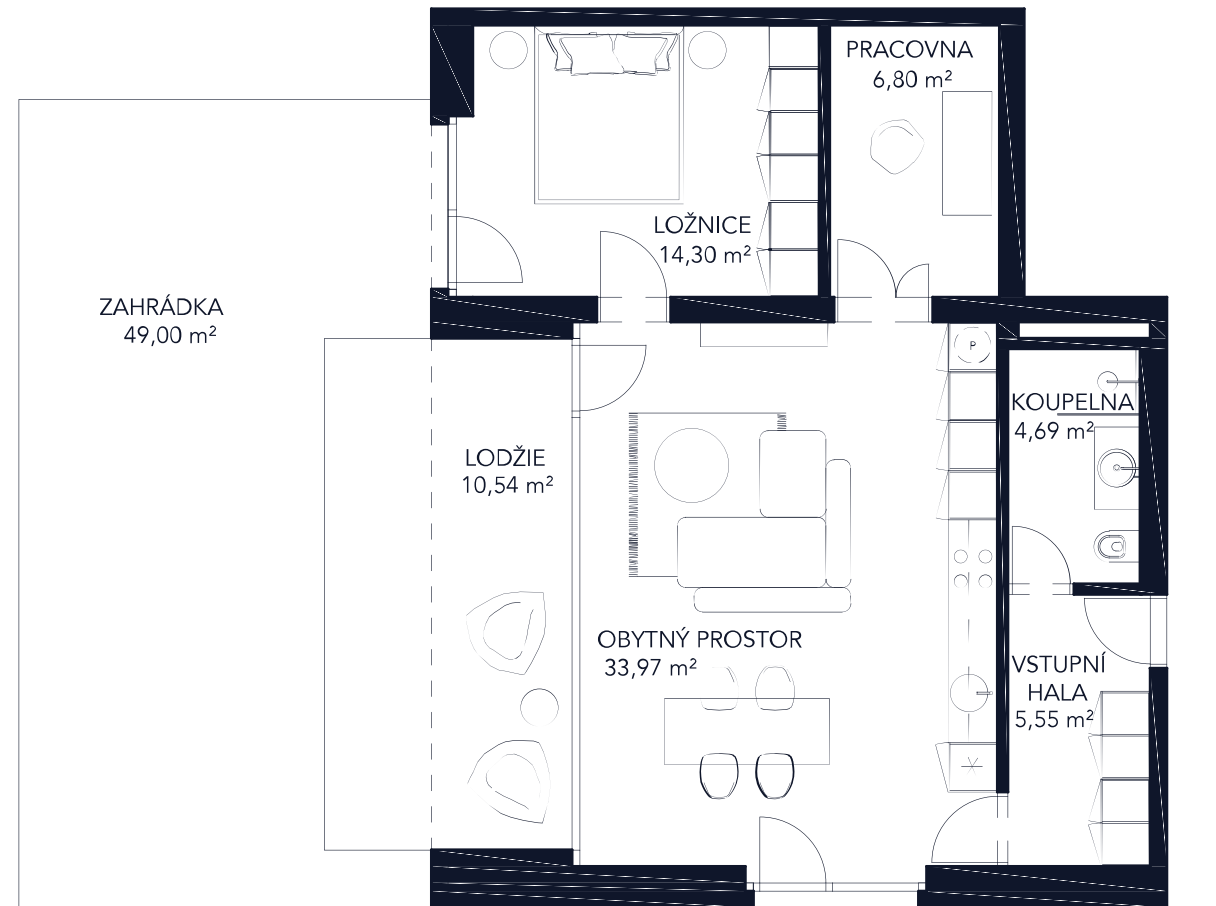 PRACOVNA
6,80 m²
LOŽNICE
14,30 m²
ZAHRÁDKA
49,00 m²
P
KOUPELNA
4,69 m²
LODŽIE
10,54 m²
OBYTNÝ PROSTOR
33,97 m²
VSTUPNÍ
HALA
5,55 m²